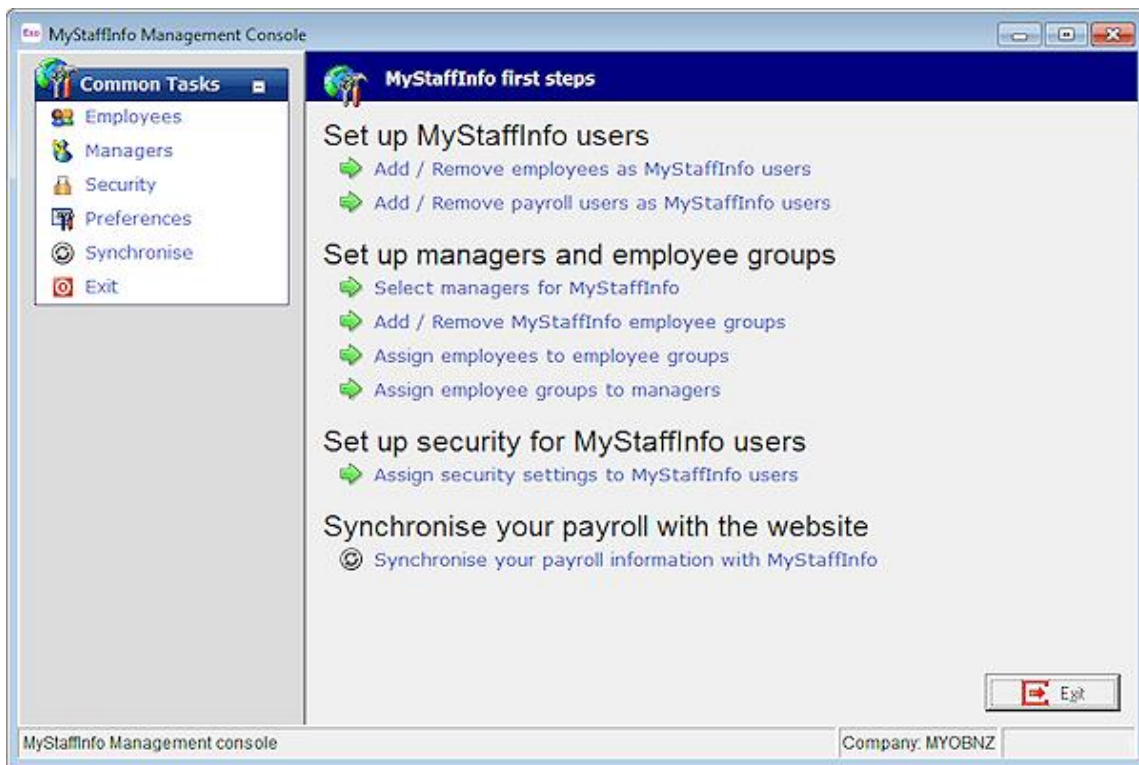 Exo MyStaffInfo Management Console
Common Tasks
Employees
Managers
Security
Preferences
Synchronise
Exit
MyStaffInfo first steps
Set up MyStaffInfo users
Add / Remove employees as MyStaffInfo users
Add / Remove payroll users as MyStaffInfo users
Set up managers and employee groups
Select managers for MyStaffInfo
Add / Remove MyStaffInfo employee groups
Assign employees to employee groups
Assign employee groups to managers
Set up security for MyStaffInfo users
Assign security settings to MyStaffInfo users
Synchronise your payroll with the website
Synchronise your payroll information with MyStaffInfo
Exit
MyStaffInfo Management console
Company: MYOBNZ